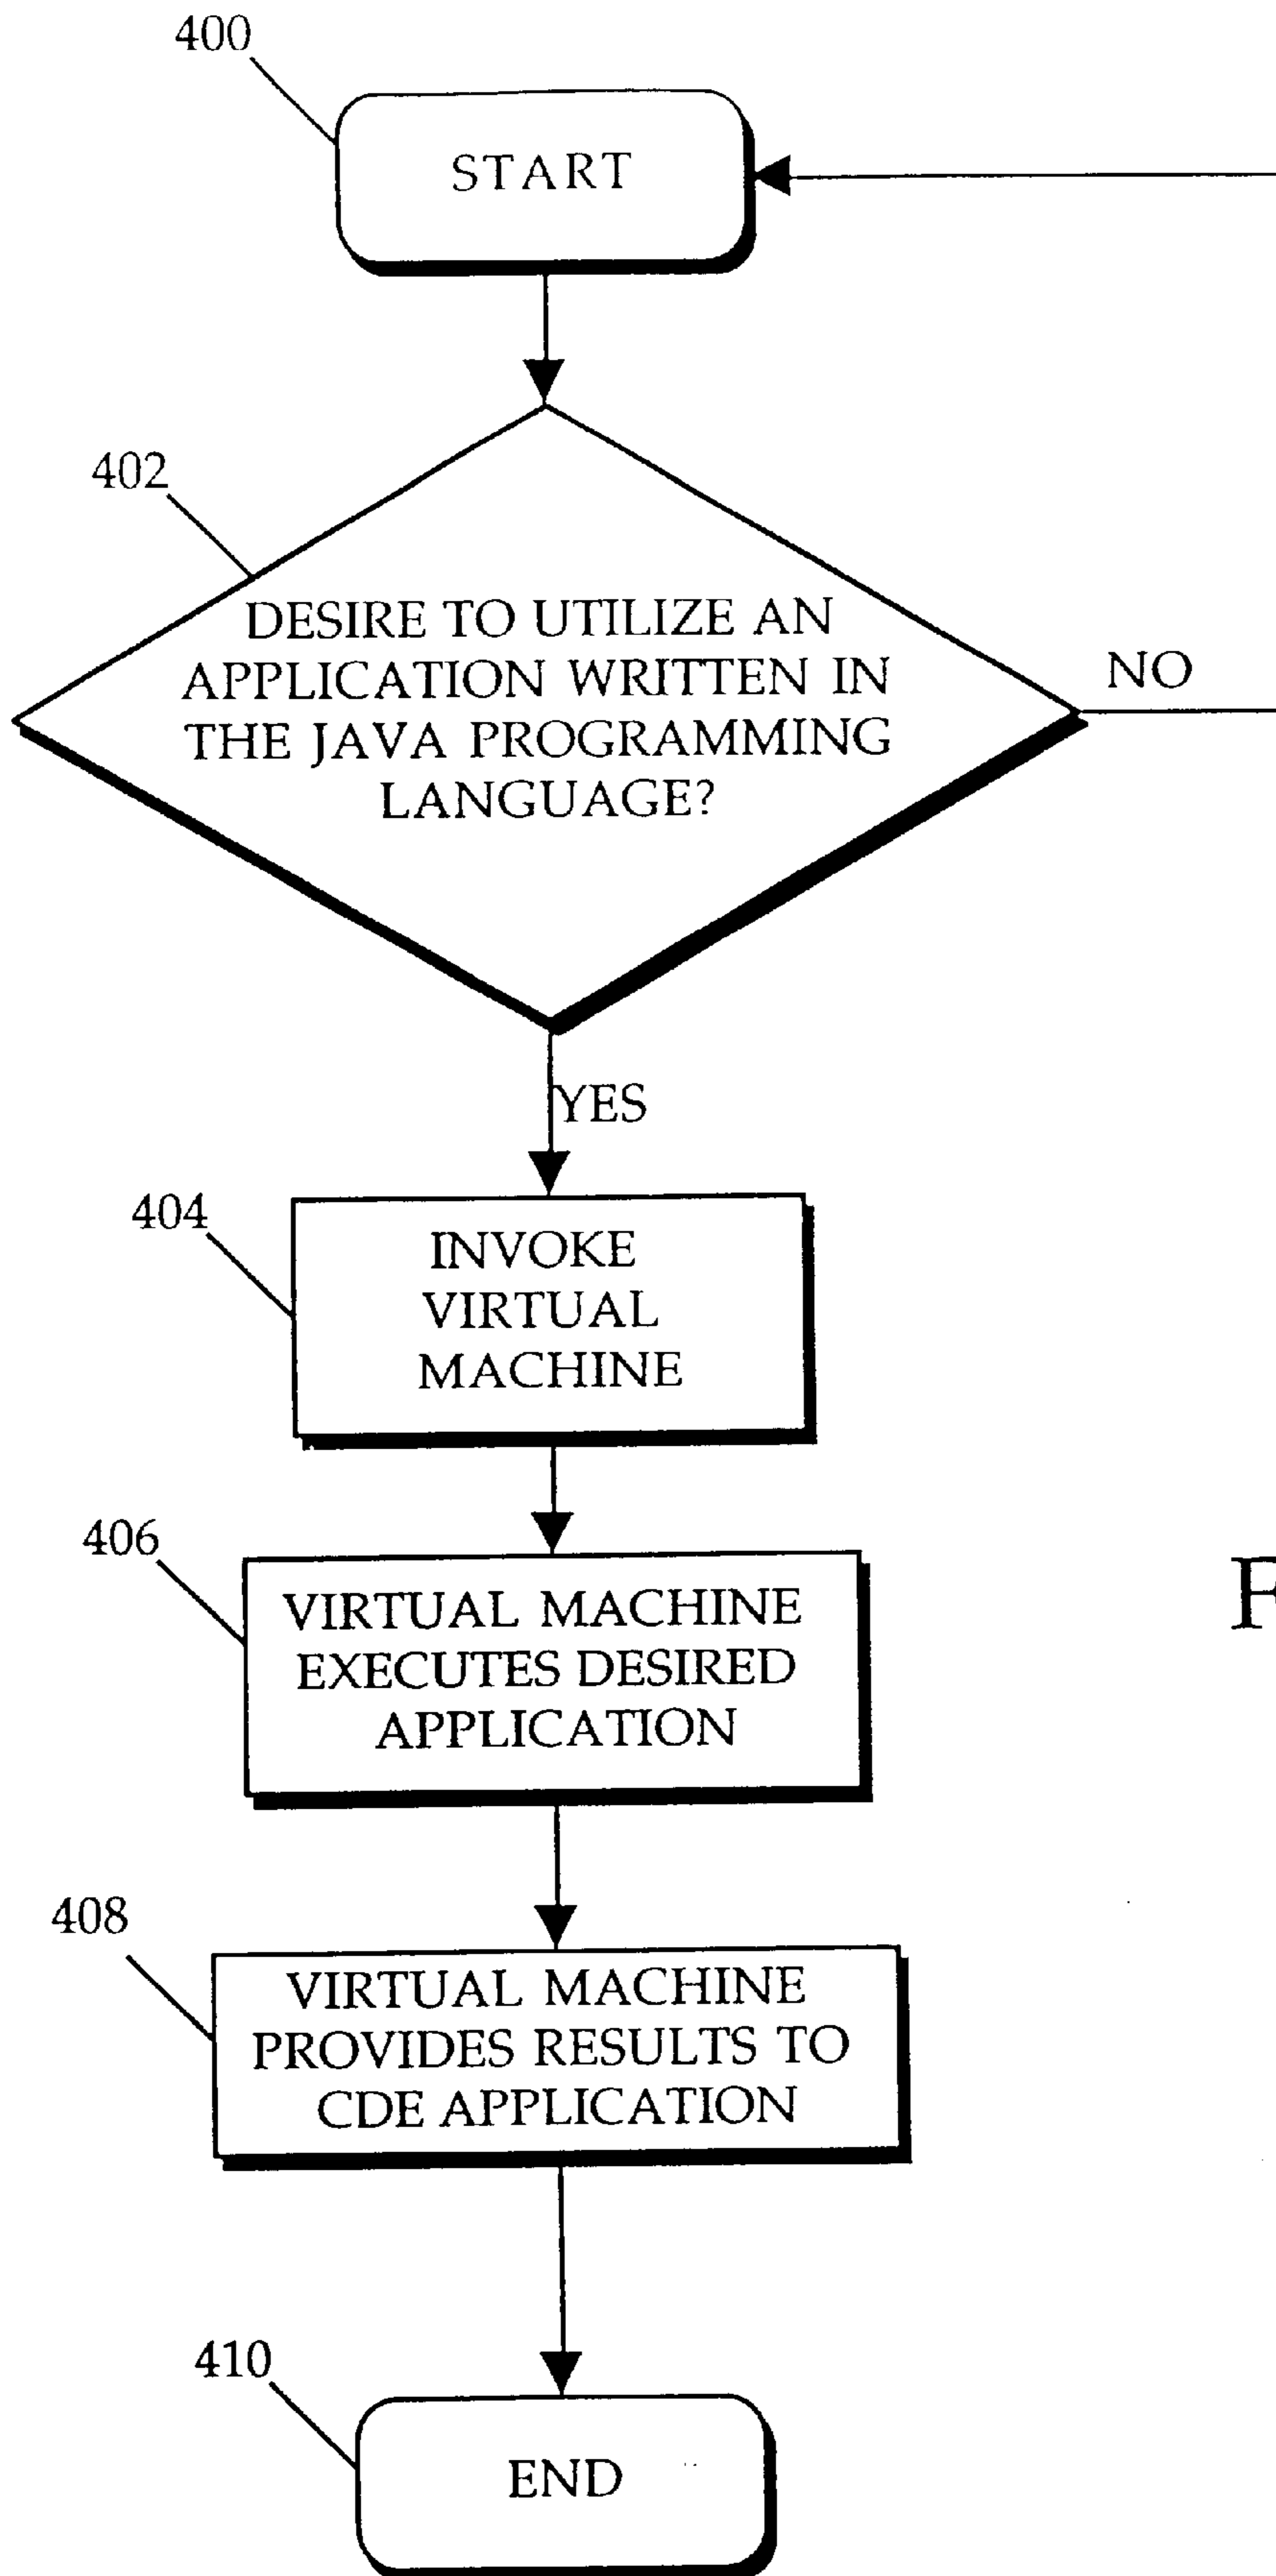 400
START
402
DESIRE TO UTILIZE AN
APPLICATION WRITTEN IN
THE JAVA PROGRAMMING
LANGUAGE?
NO
YES
404
INVOKE
VIRTUAL
MACHINE
406
VIRTUAL MACHINE
EXECUTES DESIRED
APPLICATION
F
408
VIRTUAL MACHINE
PROVIDES RESULTS TO
CDE APPLICATION
410
END